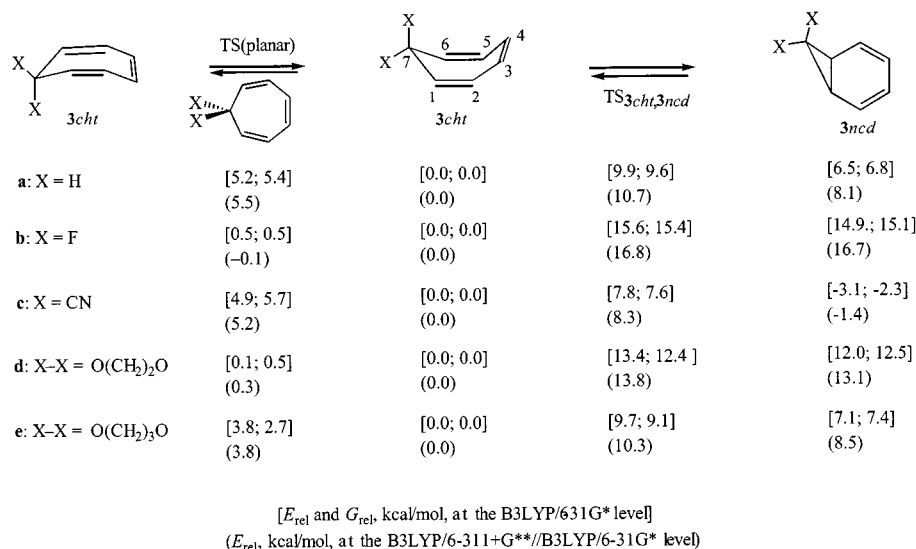 X X 4
TS(planar) 6 5 X
X 7 3 X
X X
3cht X 1 2 TS3cht,3ncd
X 3cht 3ncd
a: X = H [5.2; 5.4] [0.0; 0.0] [9.9; 9.6] [6.5; 6.8]
(5.5) (0.0) (10.7) (8.1)
b: X = F [0.5; 0.5] [0.0; 0.0] [15.6; 15.4] [14.9.; 15.1]
(–0.1) (0.0) (16.8) (16.7)
c: X = CN [4.9; 5.7] [0.0; 0.0] [7.8; 7.6] [-3.1; -2.3]
(5.2) (0.0) (8.3) (-1.4)
d: X–X = O(CH2)2O [0.1; 0.5] [0.0; 0.0] [13.4; 12.4 ] [12.0; 12.5]
(0.3) (0.0) (13.8) (13.1)
e: X–X = O(CH2)3O [3.8; 2.7] [0.0; 0.0] [9.7; 9.1] [7.1; 7.4]
(3.8) (0.0) (10.3) (8.5)
[Erel and Grel, kcal/mol, at the B3LYP/631G* level]
(Erel, kcal/mol, at the B3LYP/6-311+G**//B3LYP/6-31G* level)